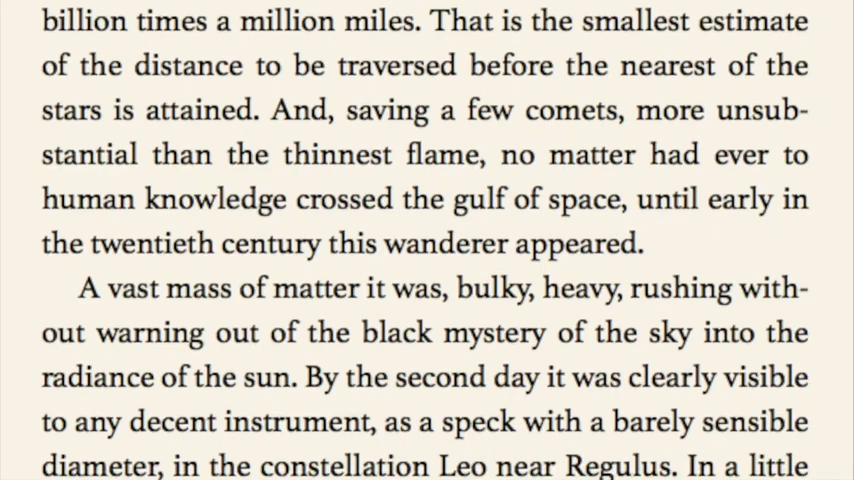 billion times a million miles. That is the smallest estimate
of the distance to be traversed before the nearest of the
stars is attained. And, saving a few comets, more unsub-
stantial than the thinnest flame, no matter had ever to
human knowledge crossed the gulf of space, until early in
the twentieth century this wanderer appeared.
A vast mass of matter it was, bulky, heavy, rushing with-
out warning out of the black mystery of the sky into the
radiance of the sun. By the second day it was clearly visible
to any decent instrument, as a speck with a barely sensible
diameter, in the constellation Leo near Regulus. In a little